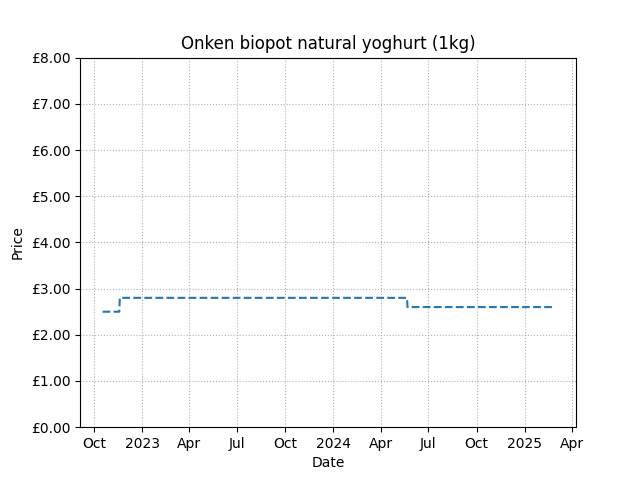 Onken biopot natural yoghurt (1kg)
£8.00
£7.00
£6.00
£5.00
£4.00
£3.00
£2.00
£1.00
£0.00
Price
Oct 2023 Apr Jul Oct 2024 Apr Jul Oct 2025 Apr
Date